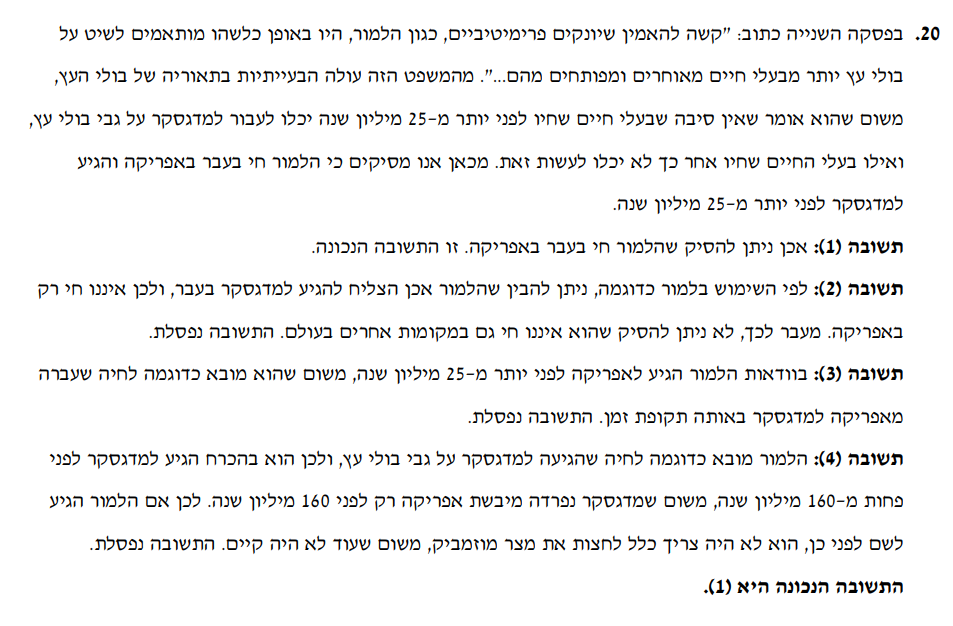 20. בפסקה השנייה כתוב: "קשה להאמין שיונקים פרימיטיביים, כגון הלמור, היו באופן כלשהו מותאמים לשיט על
בולי עץ יותר מבעלי חיים מאוחרים ומפותחים מהם...". מהמשפט הזה עולה הבעייתיות בתאוריה של בולי העץ,
משום שהוא אומר שאין סיבה שבעלי חיים שחיו לפני יותר מ-25 מיליון שנה יכלו לעבור למדגסקר על גבי בולי עץ,
ואילו בעלי החיים שחיו אחר כך לא יכלו לעשות זאת. מכאן אנו מסיקים כי הלמור חי בעבר באפריקה והגיע
למדגסקר לפני יותר מ-25 מיליון שנה.
תשובה (1): אכן ניתן להסיק שהלמור חי בעבר באפריקה. זו התשובה הנכונה.
תשובה (2): לפי השימוש בלמור כדוגמה, ניתן להבין שהלמור אכן הצליח להגיע למדגסקר בעבר, ולכן איננו חי רק
באפריקה. מעבר לכך, לא ניתן להסיק שהוא איננו חי גם במקומות אחרים בעולם. התשובה נפסלת.
תשובה (3): בוודאות הלמור הגיע לאפריקה לפני יותר מ-25 מיליון שנה, משום שהוא מובא כדוגמה לחיה שעברה
מאפריקה למדגסקר באותה תקופת זמן. התשובה נפסלת.
תשובה (4): הלמור מובא כדוגמה לחיה שהגיעה למדגסקר על גבי בולי עץ, ולכן הוא בהכרח הגיע למדגסקר לפני
פחות מ-160 מיליון שנה, משום שמדגסקר נפרדה מיבשת אפריקה רק לפני 160 מיליון שנה. לכן אם הלמור הגיע
לשם לפני כן, הוא לא היה צריך כלל לחצות את מצר מוזמביק, משום שעוד לא היה קיים. התשובה נפסלת.
התשובה הנכונה היא (1).